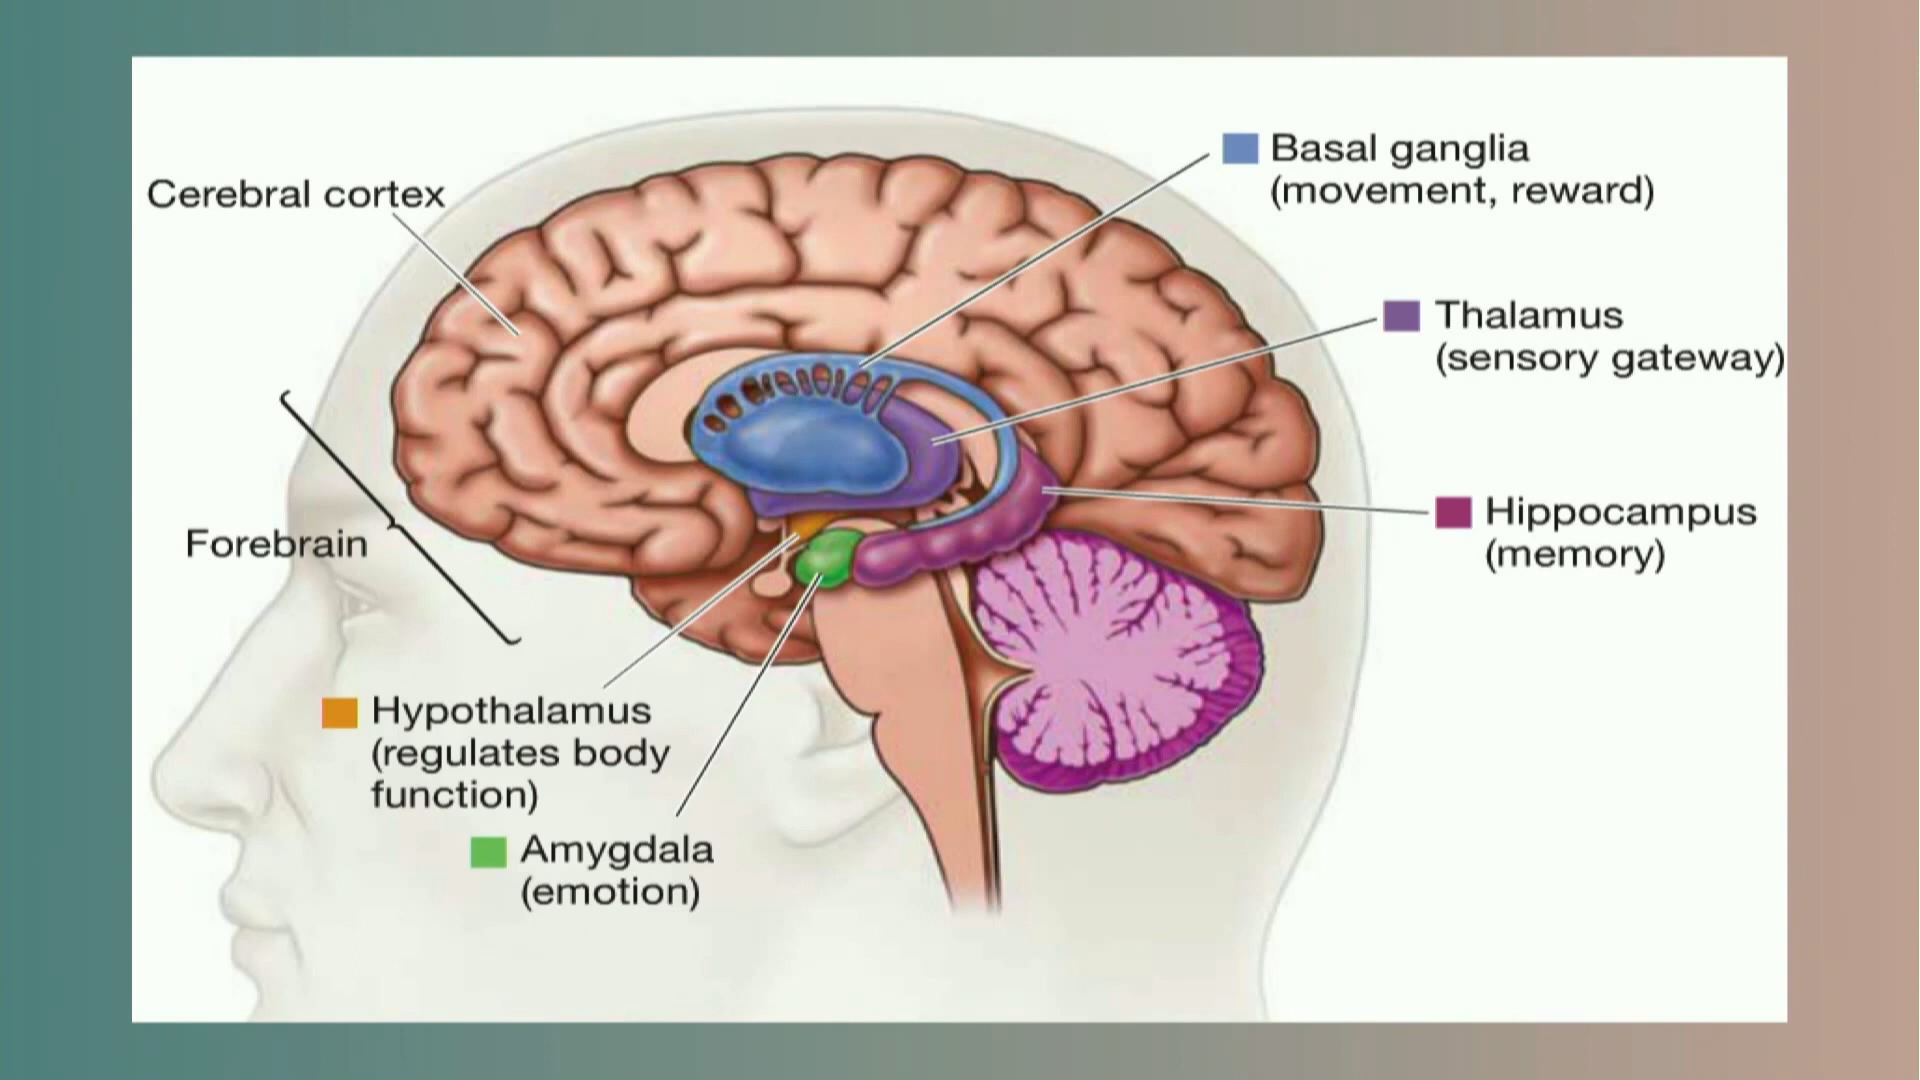 Cerebral cortex
Basal ganglia
(movement, reward)
Thalamus
(sensory gateway)
Hippocampus
(memory)
Forebrain
Hypothalamus
(regulates body
function)
Amygdala
(emotion)